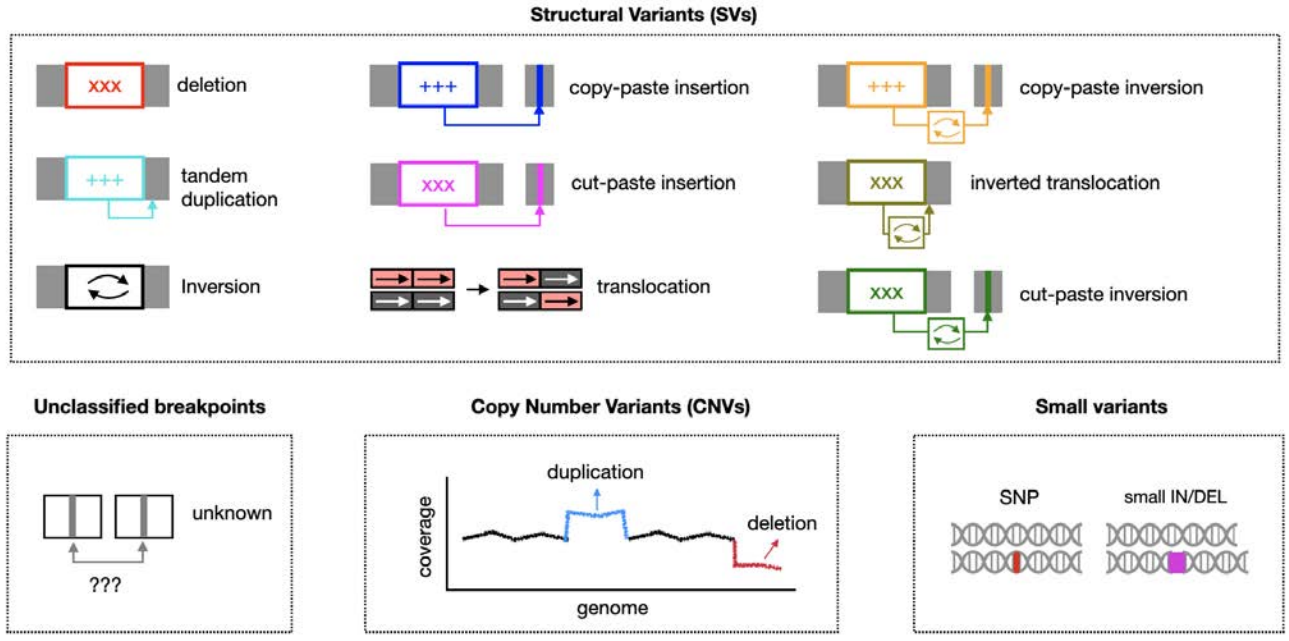 Structural Variants (SVs)
xxx
deletion
+++
copy-paste insertion
+++
copy-paste inversion
+++
tandem
duplication
xxx
cut-paste insertion
xxx
inverted translocation
Inversion
translocation
xxx
cut-paste inversion
Unclassified breakpoints
unknown
???
Copy Number Variants (CNVs)
coverage
duplication
deletion
genome
Small variants
SNP
small IN/DEL